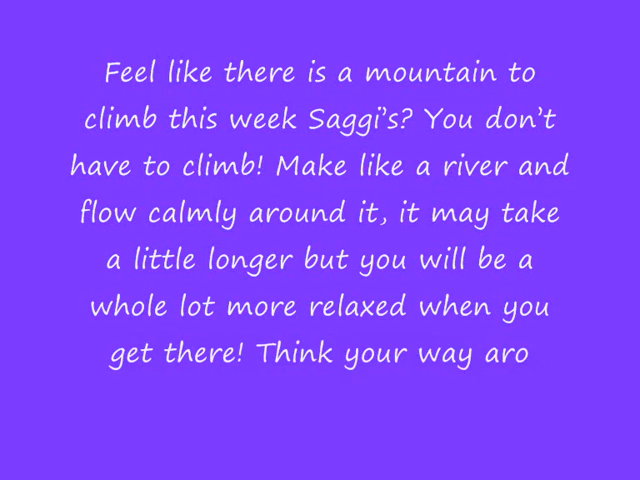 Feel like there is a mountain to
climb this week Saggi’s? You don’t
have to climb! Make like a river and
flow calmly around it, it may take
a little longer but you will be a
whole lot more relaxed when you
get there! Think your way aro